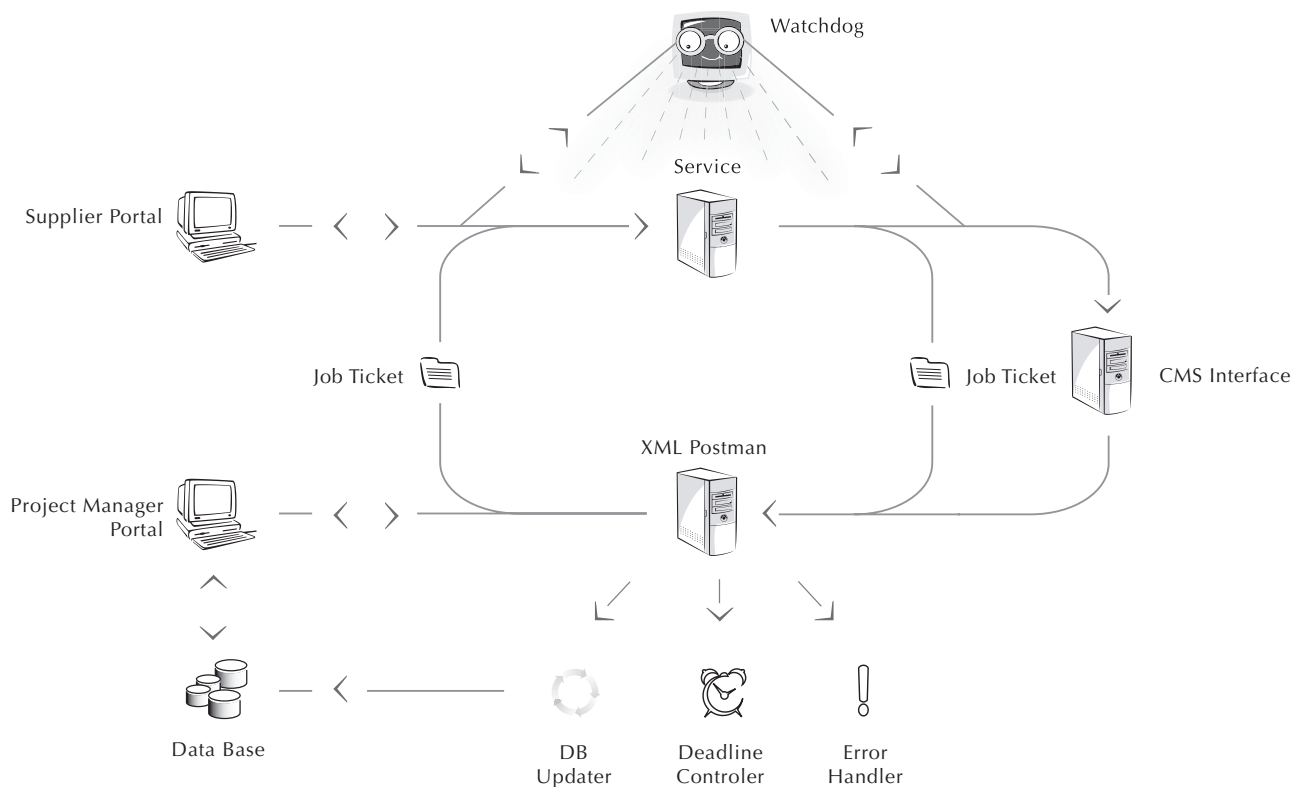 Watchdog
Service
Supplier Portal
Job Ticket
Job Ticket
CMS Interface
XML Postman
Project Manager
Portal
Data Base
DB
Updater
Deadline
Controler
Error
Handler